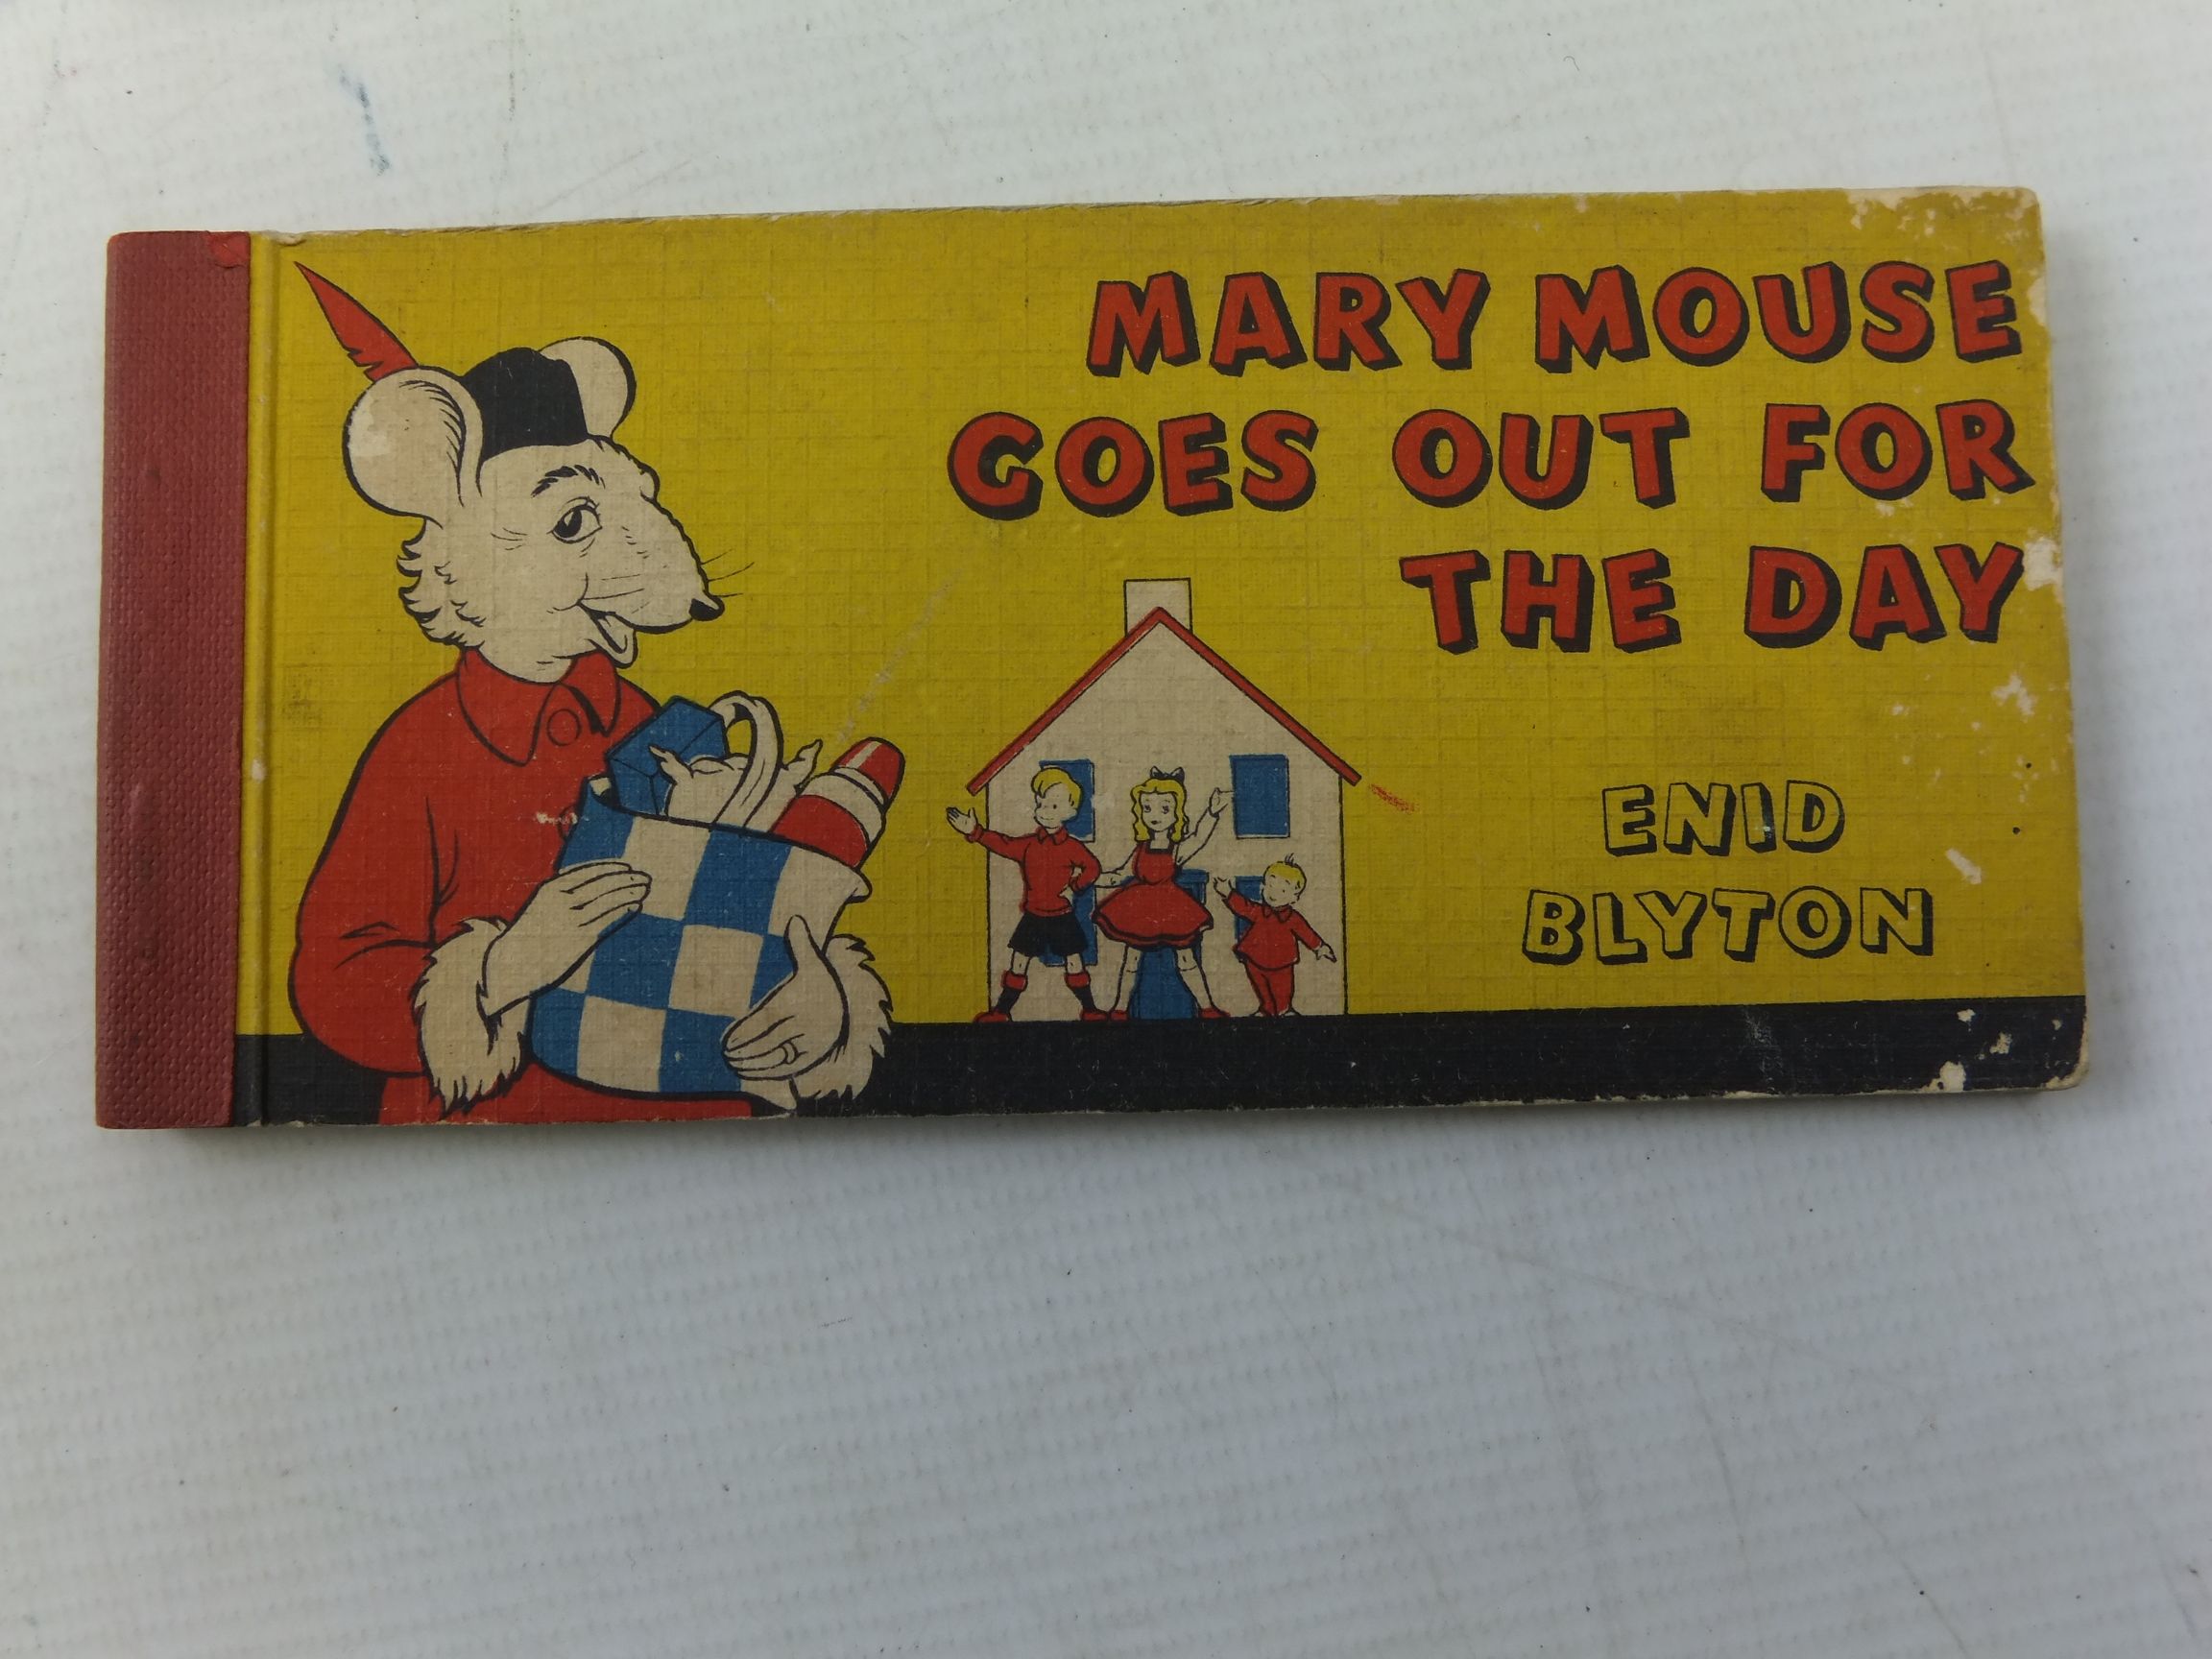 MARY MOUSE
GOES OUT FOR
THE DAY
ENID
BLYTON